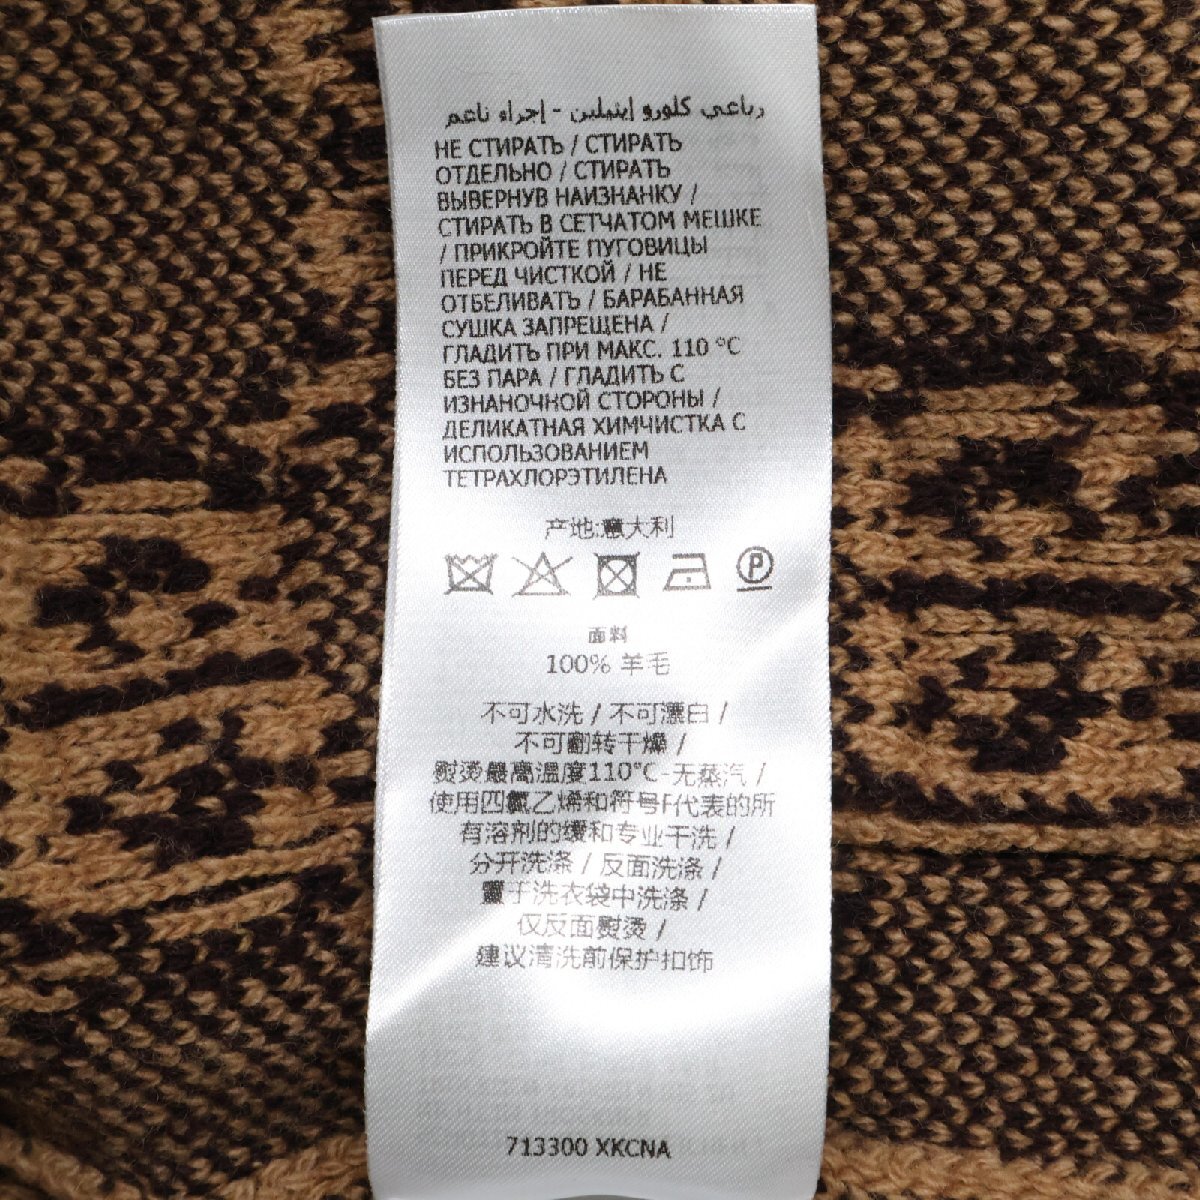 رباعي كلورو إيثيلين - إجراء ناعم
НЕ СТИРАТЬ / СТИРАТЬ
ОТДЕЛЬНО / СТИРАТЬ
ВЫВЕРНУВ НАИЗНАНКУ /
СТИРАТЬ В СЕТЧАТОМ МЕШКЕ
/ ПРИКРОЙТЕ ПУГОВИЦЫ
ПЕРЕД ЧИСТКОЙ / НЕ
ОТБЕЛИВАТЬ / БАРАБАННАЯ
СУШКА ЗАПРЕЩЕНА /
ГЛАДИТЬ ПРИ МАКС. 110 °C
БЕЗ ПАРА / ГЛАДИТЬ С
ИЗНАНОЧНОЙ СТОРОНЫ /
ДЕЛИКАТНАЯ ХИМЧИСТКА С
ИСПОЛЬЗОВАНИЕМ
ТЕТРАХЛОРЭТИЛЕНА
产地:意大利
P
面料
100% 羊毛
不可水洗 / 不可漂白 /
不可翻转干燥 /
熨烫最高温度110°C-无蒸汽 /
使用四氯乙烯和符号F代表的所
有溶剂的缓和专业干洗 /
分开洗涤 / 反面洗涤 /
置于洗衣袋中洗涤 /
仅反面熨烫 /
建议清洗前保护扣饰
713300 XKCNA